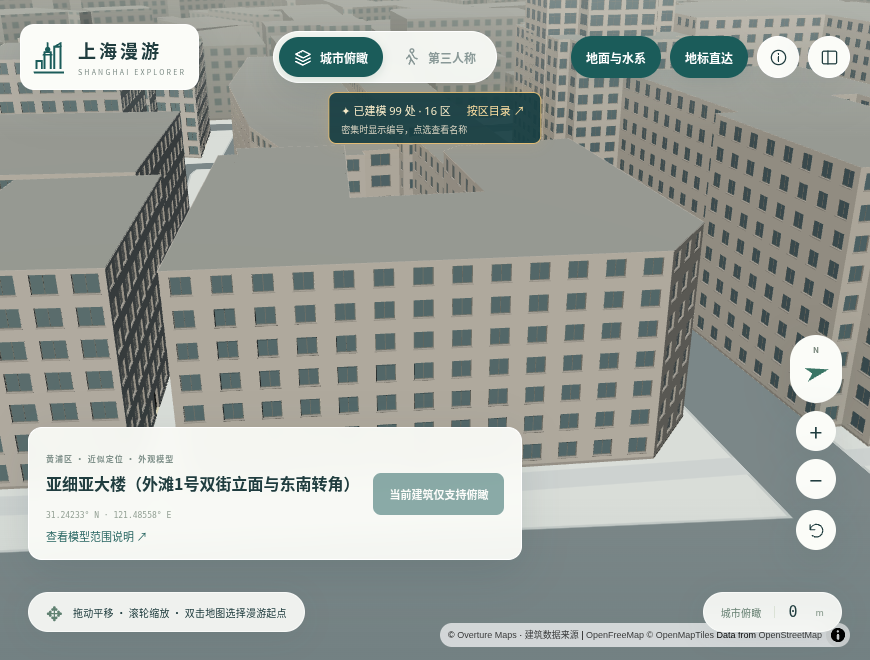 上海漫游
SHANGHAI EXPLORER
城市俯瞰
第三人称
地面与水系
地标直达
✦ 已建模 99 处 · 16 区 按区目录 ↗
密集时显示编号，点选查看名称
N
黄浦区 · 近似定位 · 外观模型
亚细亚大楼（外滩1号双街立面与东南转角）
当前建筑仅支持俯瞰
31.24233° N · 121.48558° E
查看模型范围说明 ↗
拖动平移 · 滚轮缩放 · 双击地图选择漫游起点
城市俯瞰 0 m
© Overture Maps · 建筑数据来源 | OpenFreeMap © OpenMapTiles Data from OpenStreetMap